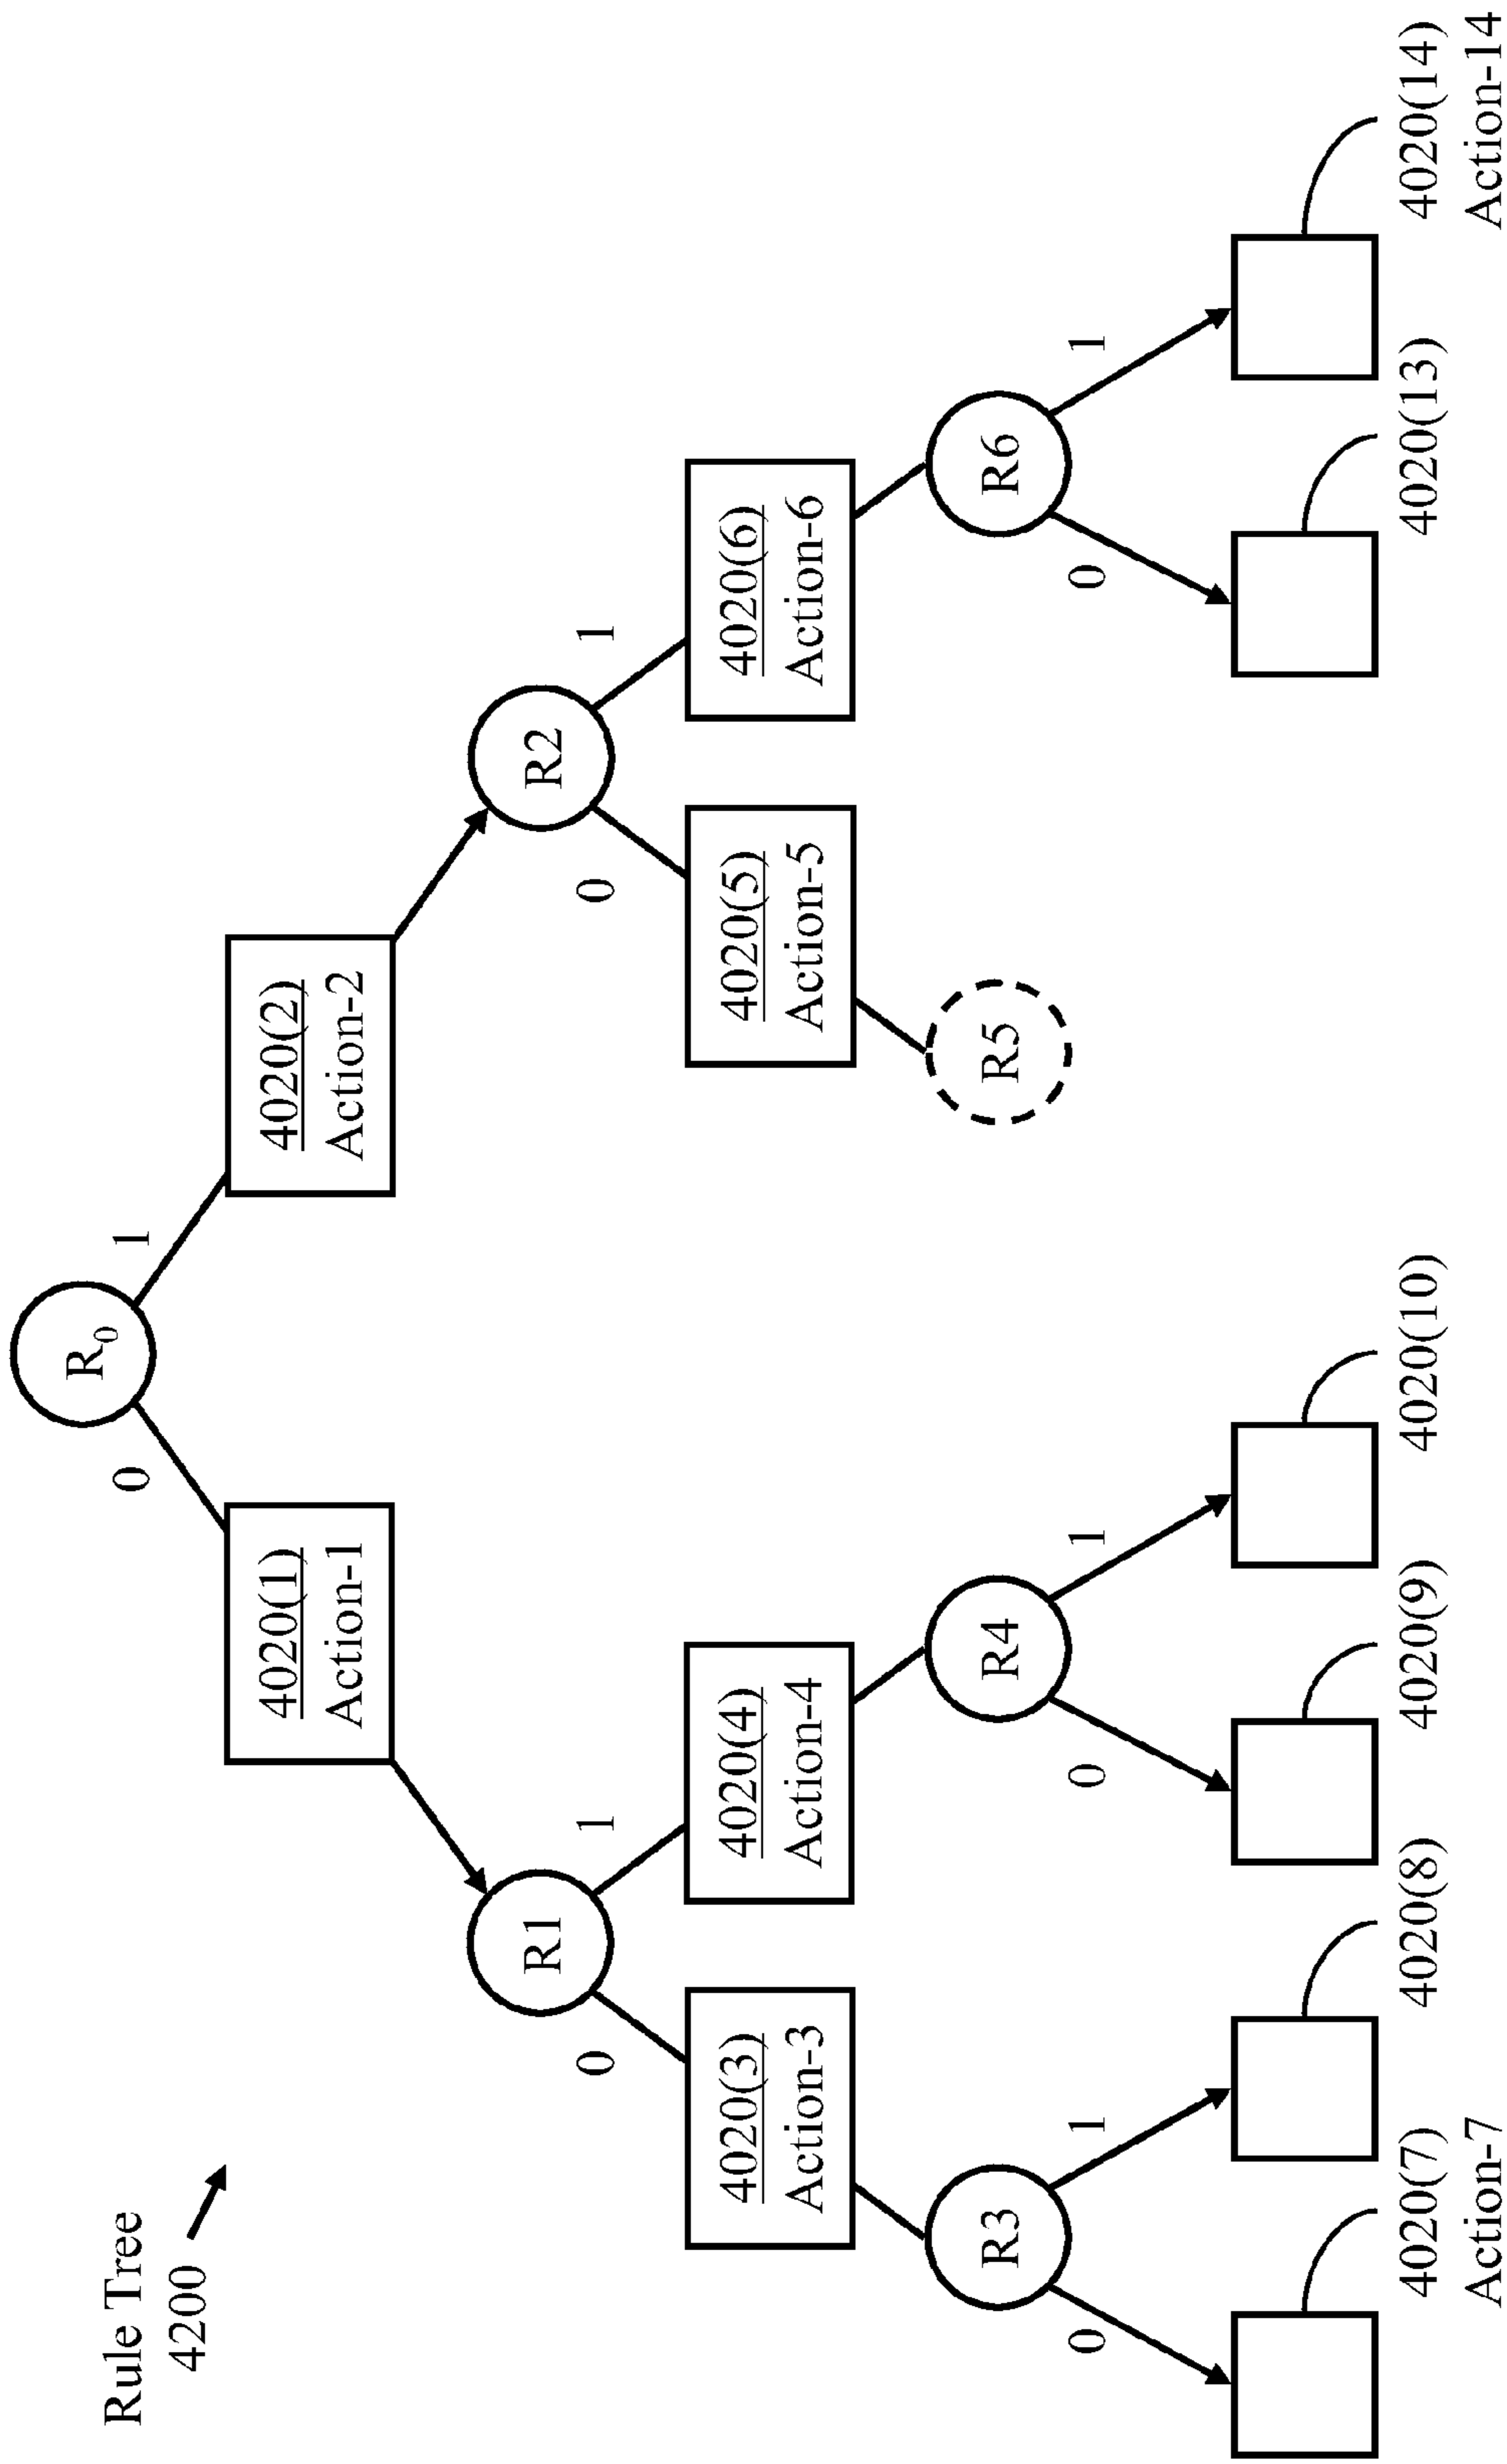 Rule Tree
4200
R0
0
1
4020(1)
Action-1
4020(2)
Action-2
R1
R2
0
1
0
1
4020(3)
Action-3
4020(4)
Action-4
4020(5)
Action-5
4020(6)
Action-6
R3
R4
R5
R6
0
1
0
1
0
1
4020(7)
Action-7
4020(8)
4020(9)
4020(10)
4020(13)
4020(14)
Action-14